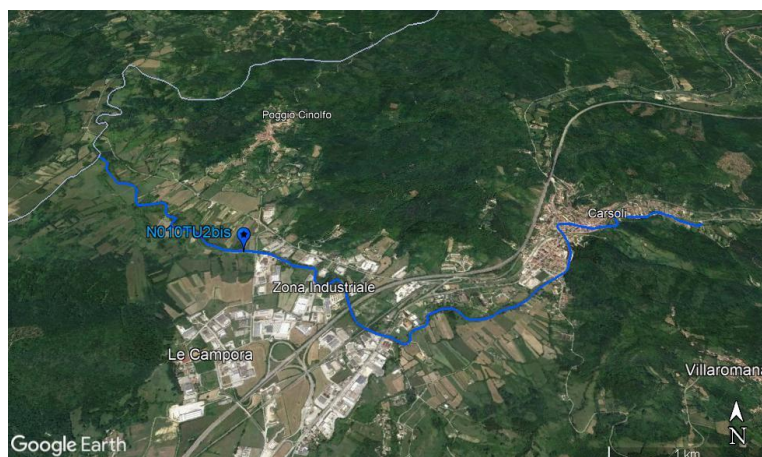 Poggio Cinolfo
Carsoli
N010TU2bis
Zona Industriale
Le Campora
Villaromana
N
1 km
Google Earth